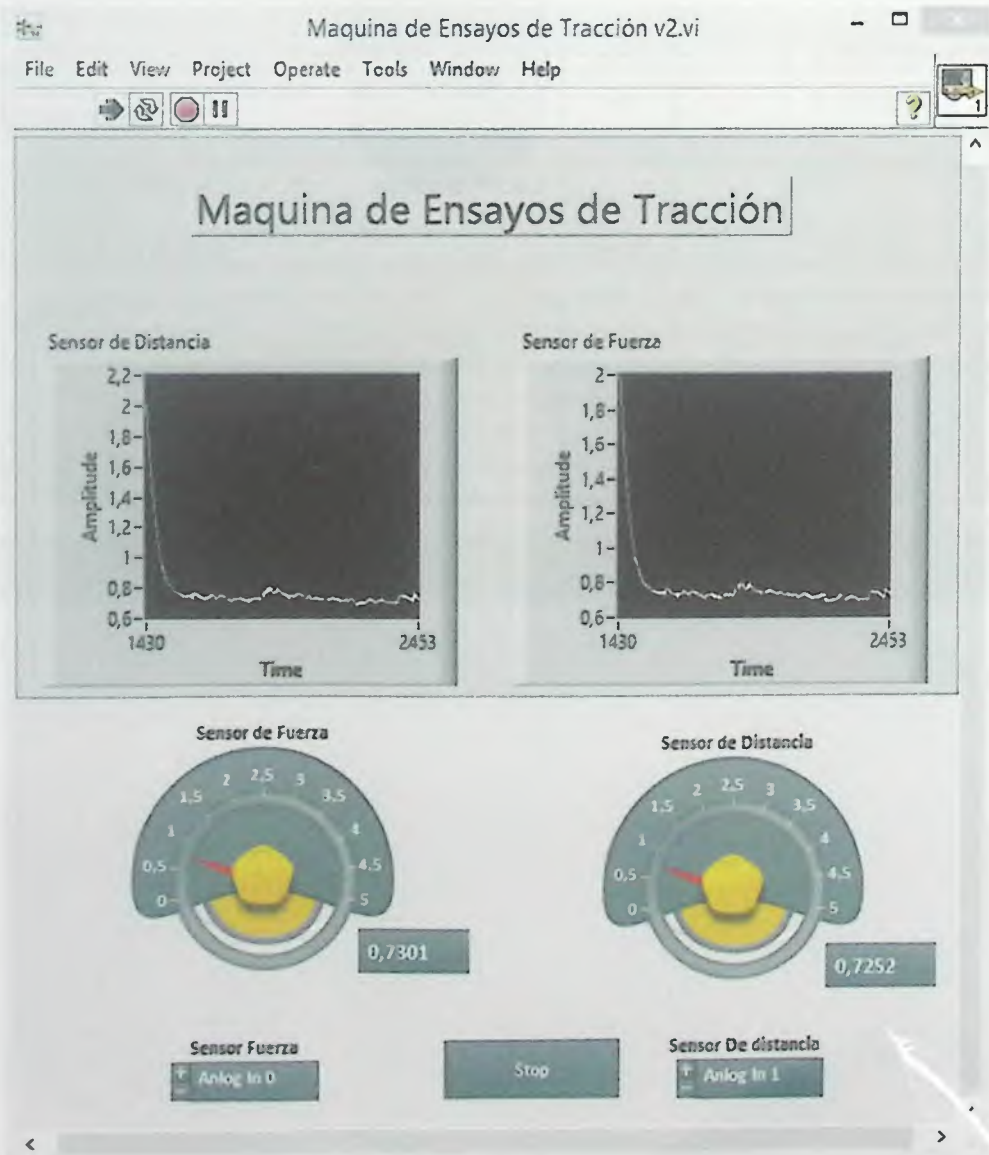 Maquina de Ensayos de Tracción v2.vi
File Edit View Project Operate Tools Window Help
1
Maquina de Ensayos de Tracción
Sensor de Distancia
2,2
2
1,8
1,6
1,4
1,2
1
0,8
0,6
Amplitude
1430
2453
Time
Sensor de Fuerza
2
1,8
1,6
1,4
1,2
1
0,8
0,6
Amplitude
1430
2453
Time
Sensor de Fuerza
0
0,5
1
1,5
2
2,5
3
3,5
4
4,5
5
0,7301
Sensor de Distancia
0
0,5
1
1,5
2
2,5
3
3,5
4
4,5
5
0,7252
Sensor Fuerza
Anlog In 0
Stop
Sensor De distancia
Anlog In 1